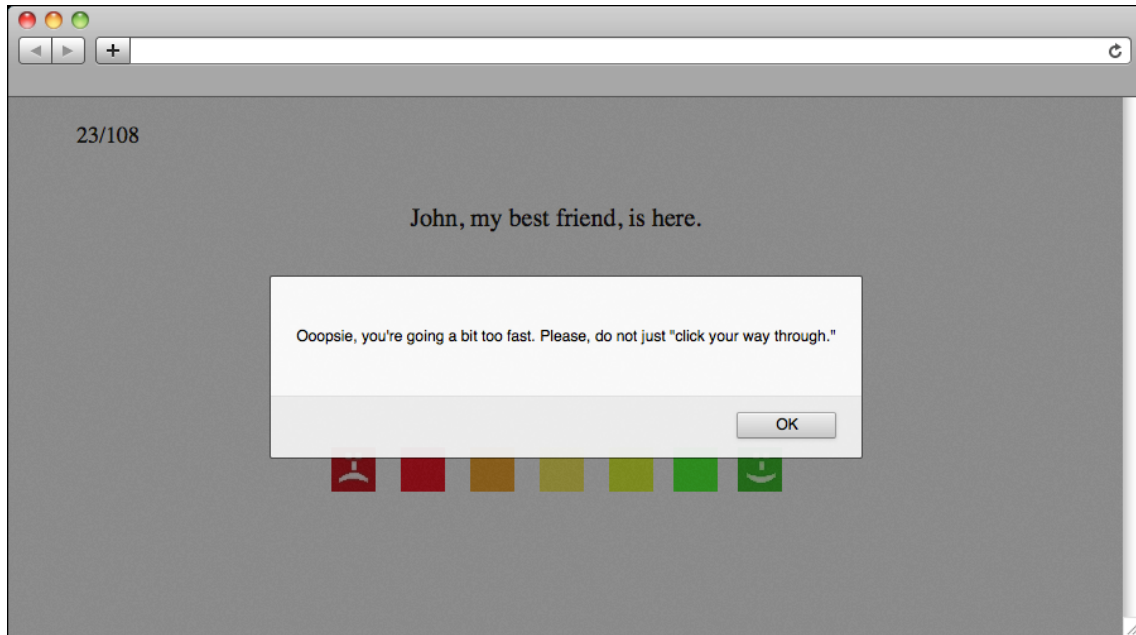 23/108
John, my best friend, is here.
Ooopsie, you're going a bit too fast. Please, do not just "click your way through."
OK